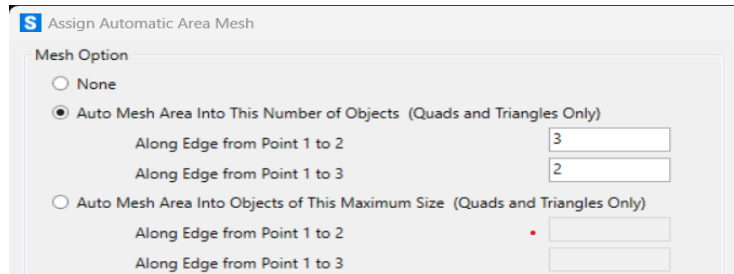 S Assign Automatic Area Mesh
Mesh Option
None
Auto Mesh Area Into This Number of Objects (Quads and Triangles Only)
Along Edge from Point 1 to 2 3
Along Edge from Point 1 to 3 2
Auto Mesh Area Into Objects of This Maximum Size (Quads and Triangles Only)
Along Edge from Point 1 to 2
Along Edge from Point 1 to 3